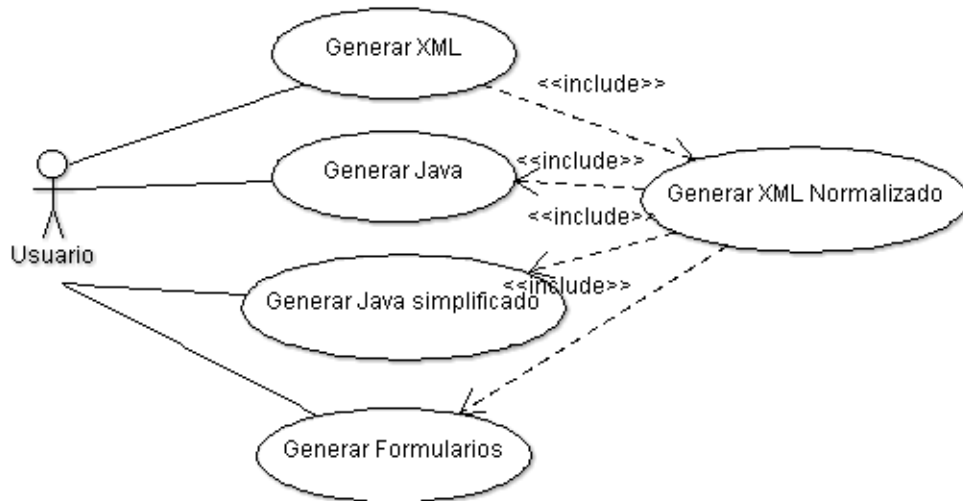 Generar XML
<<include>>
Generar Java
<<include>>
Generar XML Normalizado
<<include>>
Usuario
<<include>>
Generar Java simplificado
Generar Formularios